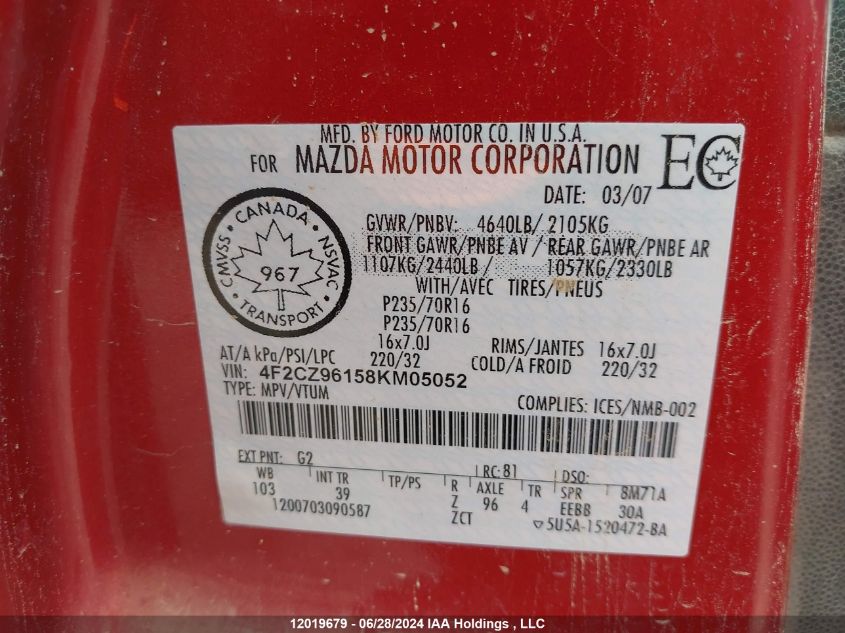 MFD. BY FORD MOTOR CO. IN U.S.A.
FOR MAZDA MOTOR CORPORATION EC
DATE: 03/07
GVWR/PNBV: 4640LB/ 2105KG
FRONT GAWR/PNBE AV / REAR GAWR/PNBE AR
1107KG/2440LB / 1057KG/2330LB
WITH/AVEC TIRES/PNEUS
P235/70R16
P235/70R16
16x7.0J RIMS/JANTES 16x7.0J
AT/A kPa/PSI/LPC 220/32 COLD/A FROID 220/32
VIN: 4F2CZ96158KM05052
TYPE: MPV/VTUM COMPLIES: ICES/NMB-002
CANADA
CMVSS 967 NSVAC
TRANSPORT
EXT PNT: G2 RC: 81 DSO:
WB INT TR TP/PS R AXLE TR SPR 8M71A
103 39 Z 96 4 EEBB 30A
1200703090587 ZCT ▽5U5A-1520472-BA
12019679 - 06/28/2024 IAA Holdings , LLC